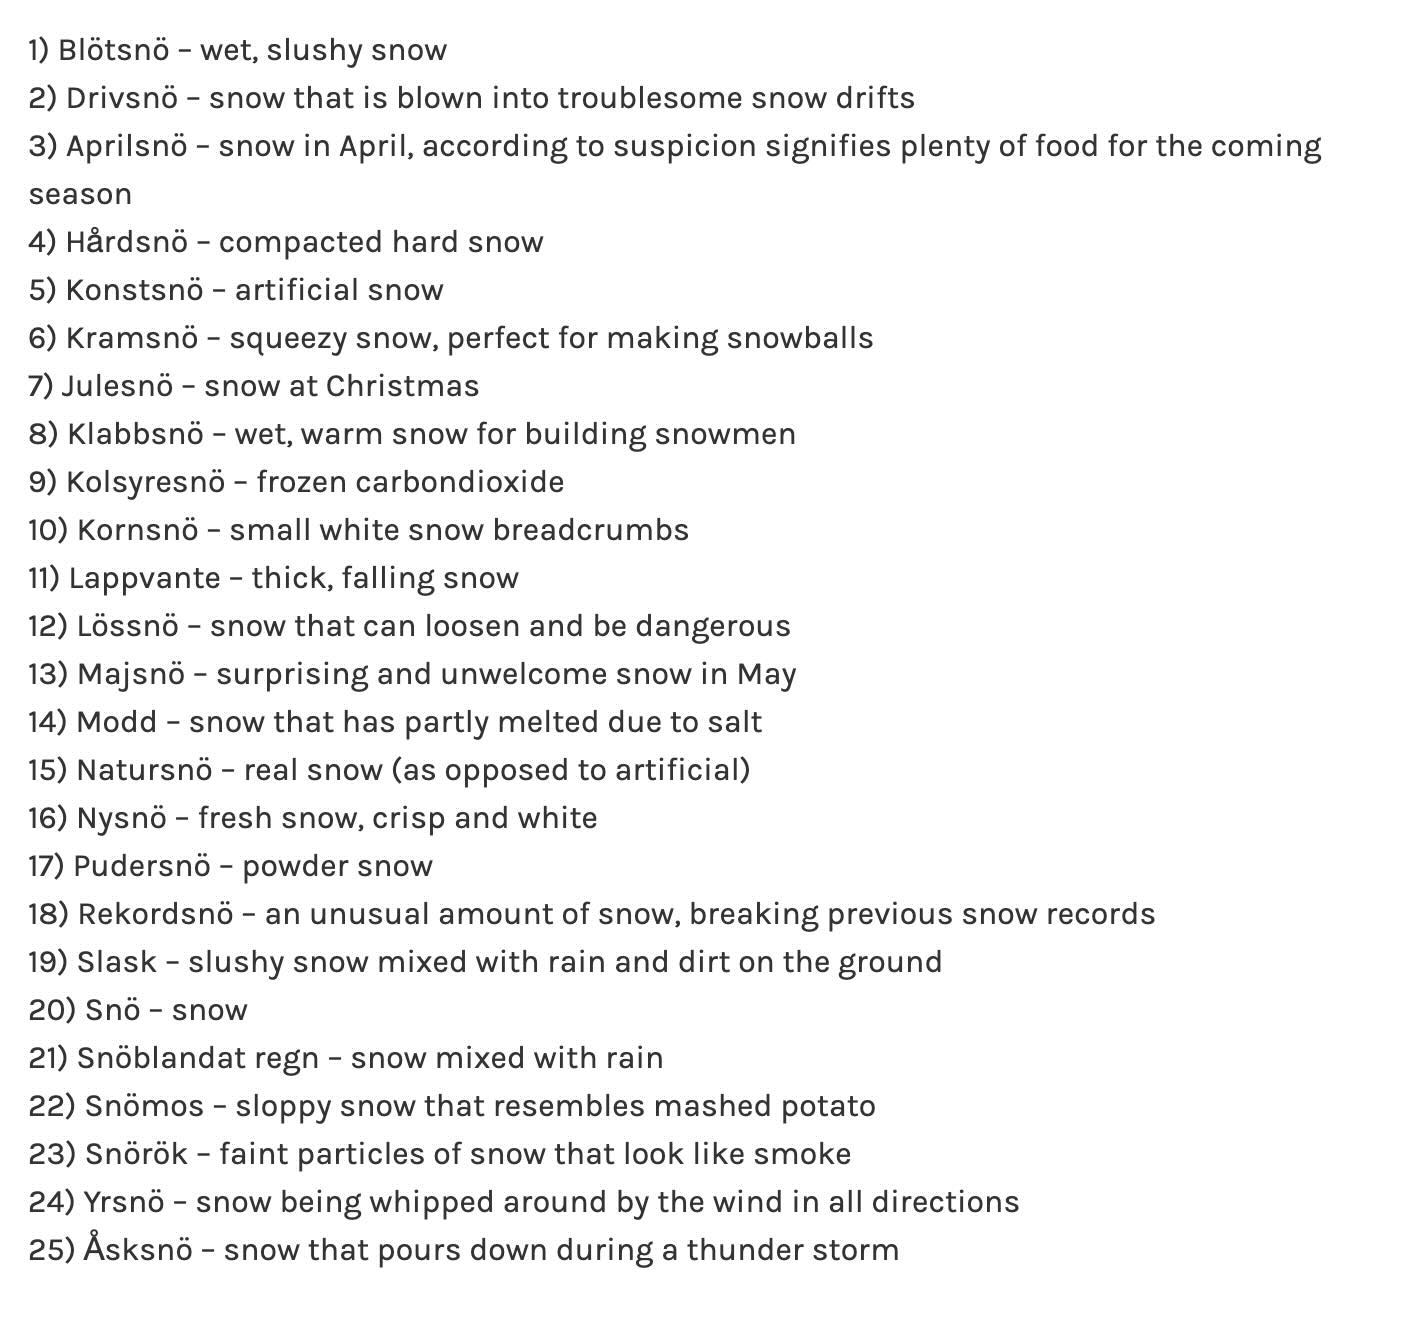 1) Blötsnö – wet, slushy snow
2) Drivsnö – snow that is blown into troublesome snow drifts
3) Aprilsnö – snow in April, according to suspicion signifies plenty of food for the coming
season
4) Hårdsnö – compacted hard snow
5) Konstsnö – artificial snow
6) Kramsnö – squeezy snow, perfect for making snowballs
7) Julesnö – snow at Christmas
8) Klabbsnö – wet, warm snow for building snowmen
9) Kolsyresnö – frozen carbondioxide
10) Kornsnö – small white snow breadcrumbs
11) Lappvante – thick, falling snow
12) Lössnö – snow that can loosen and be dangerous
13) Majsnö – surprising and unwelcome snow in May
14) Modd – snow that has partly melted due to salt
15) Natursnö – real snow (as opposed to artificial)
16) Nysnö – fresh snow, crisp and white
17) Pudersnö – powder snow
18) Rekordsnö – an unusual amount of snow, breaking previous snow records
19) Slask – slushy snow mixed with rain and dirt on the ground
20) Snö – snow
21) Snöblandat regn – snow mixed with rain
22) Snömos – sloppy snow that resembles mashed potato
23) Snörök – faint particles of snow that look like smoke
24) Yrsnö – snow being whipped around by the wind in all directions
25) Åsksnö – snow that pours down during a thunder storm